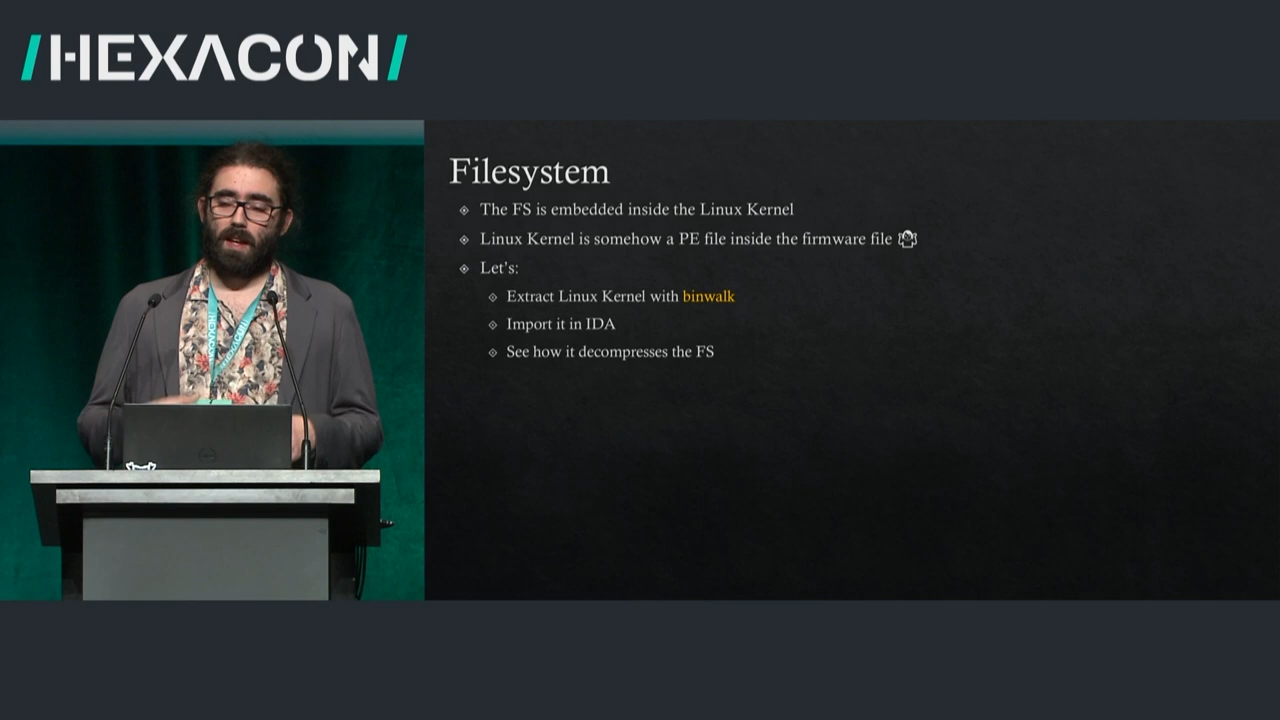 /HEXACON/
Filesystem
The FS is embedded inside the Linux Kernel
Linux Kernel is somehow a PE file inside the firmware file
Let's:
Extract Linux Kernel with binwalk
Import it in IDA
See how it decompresses the FS
HEXACON